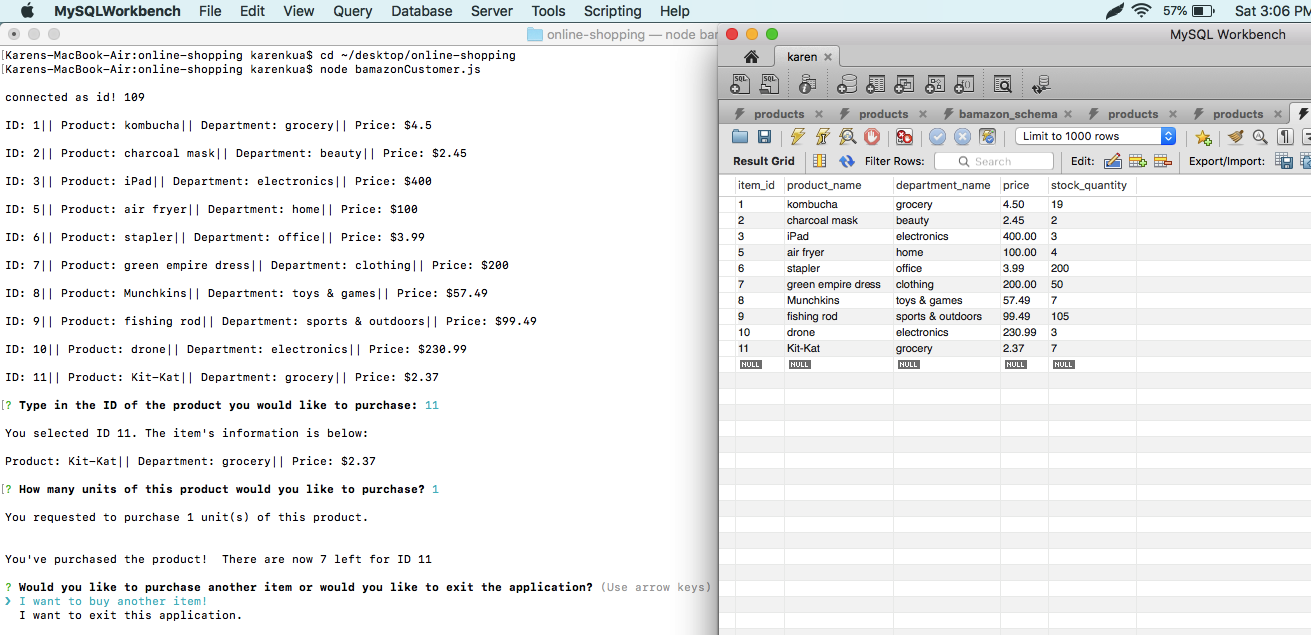 MySQLWorkbench File Edit View Query Database Server Tools Scripting Help 57% Sat 3:06 PM
online-shopping — node bam
[Karens-MacBook-Air:online-shopping karenkua$ cd ~/desktop/online-shopping
[Karens-MacBook-Air:online-shopping karenkua$ node bamazonCustomer.js
connected as id! 109
ID: 1|| Product: kombucha|| Department: grocery|| Price: $4.5
ID: 2|| Product: charcoal mask|| Department: beauty|| Price: $2.45
ID: 3|| Product: iPad|| Department: electronics|| Price: $400
ID: 5|| Product: air fryer|| Department: home|| Price: $100
ID: 6|| Product: stapler|| Department: office|| Price: $3.99
ID: 7|| Product: green empire dress|| Department: clothing|| Price: $200
ID: 8|| Product: Munchkins|| Department: toys & games|| Price: $57.49
ID: 9|| Product: fishing rod|| Department: sports & outdoors|| Price: $99.49
ID: 10|| Product: drone|| Department: electronics|| Price: $230.99
ID: 11|| Product: Kit-Kat|| Department: grocery|| Price: $2.37
[? Type in the ID of the product you would like to purchase: 11
You selected ID 11. The item's information is below:
Product: Kit-Kat|| Department: grocery|| Price: $2.37
[? How many units of this product would you like to purchase? 1
You requested to purchase 1 unit(s) of this product.
You've purchased the product!  There are now 7 left for ID 11
? Would you like to purchase another item or would you like to exit the application? (Use arrow keys)
❯ I want to buy another item!
I want to exit this application.
MySQL Workbench
karen
SQL SQL
products products bamazon_schema products products
Limit to 1000 rows
Result Grid Filter Rows: Search Edit: Export/Import:
item_id product_name department_name price stock_quantity
1 kombucha grocery 4.50 19
2 charcoal mask beauty 2.45 2
3 iPad electronics 400.00 3
5 air fryer home 100.00 4
6 stapler office 3.99 200
7 green empire dress clothing 200.00 50
8 Munchkins toys & games 57.49 7
9 fishing rod sports & outdoors 99.49 105
10 drone electronics 230.99 3
11 Kit-Kat grocery 2.37 7
NULL NULL NULL NULL NULL